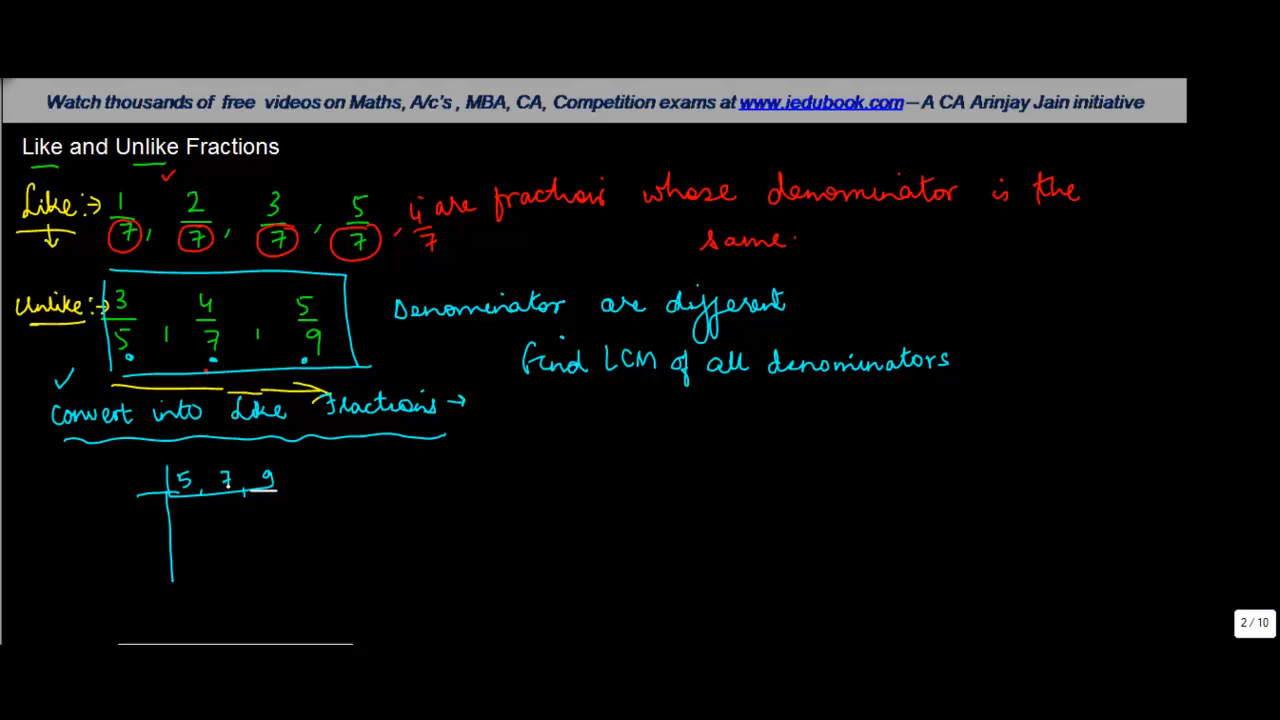 Watch thousands of free videos on Maths, A/c's , MBA, CA, Competition exams at www.iedubook.com – A CA Arinjay Jain initiative
Like and Unlike Fractions
Like :→ 1/7, 2/7, 3/7, 5/7, 4/7 are fractions whose denominator is the
same.
Unlike :→ 3/5, 4/7, 5/9 Denominator are different
Find LCM of all denominators
Convert into Like Fractions →
5, 7, 9
2 / 10